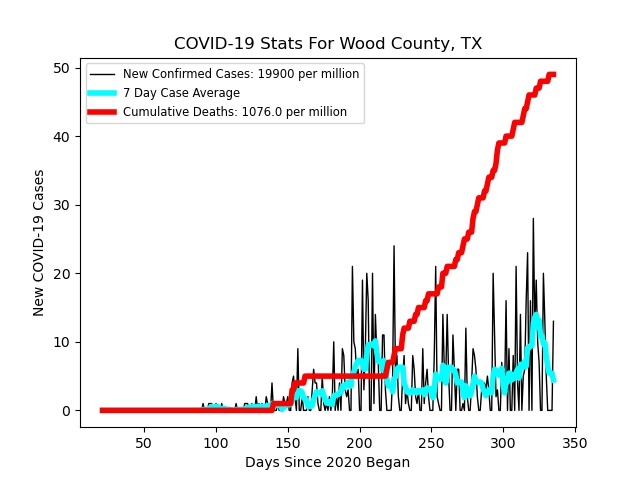 COVID-19 Stats For Wood County, TX
New Confirmed Cases: 19900 per million
7 Day Case Average
Cumulative Deaths: 1076.0 per million
New COVID-19 Cases
50
40
30
20
10
0
50 100 150 200 250 300 350
Days Since 2020 Began